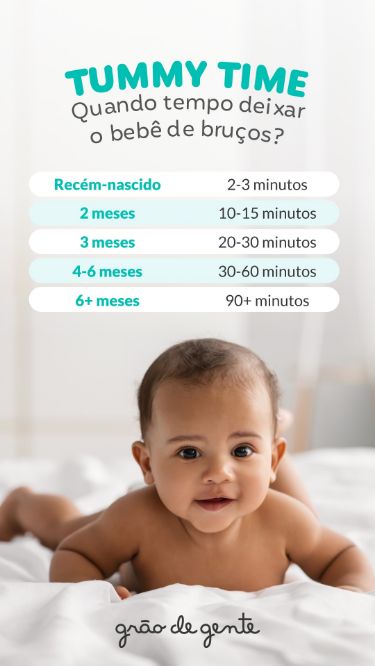 TUMMY TIME
Quando tempo deixar
o bebê de bruços?
Recém-nascido 2-3 minutos
2 meses 10-15 minutos
3 meses 20-30 minutos
4-6 meses 30-60 minutos
6+ meses 90+ minutos
grão de gente